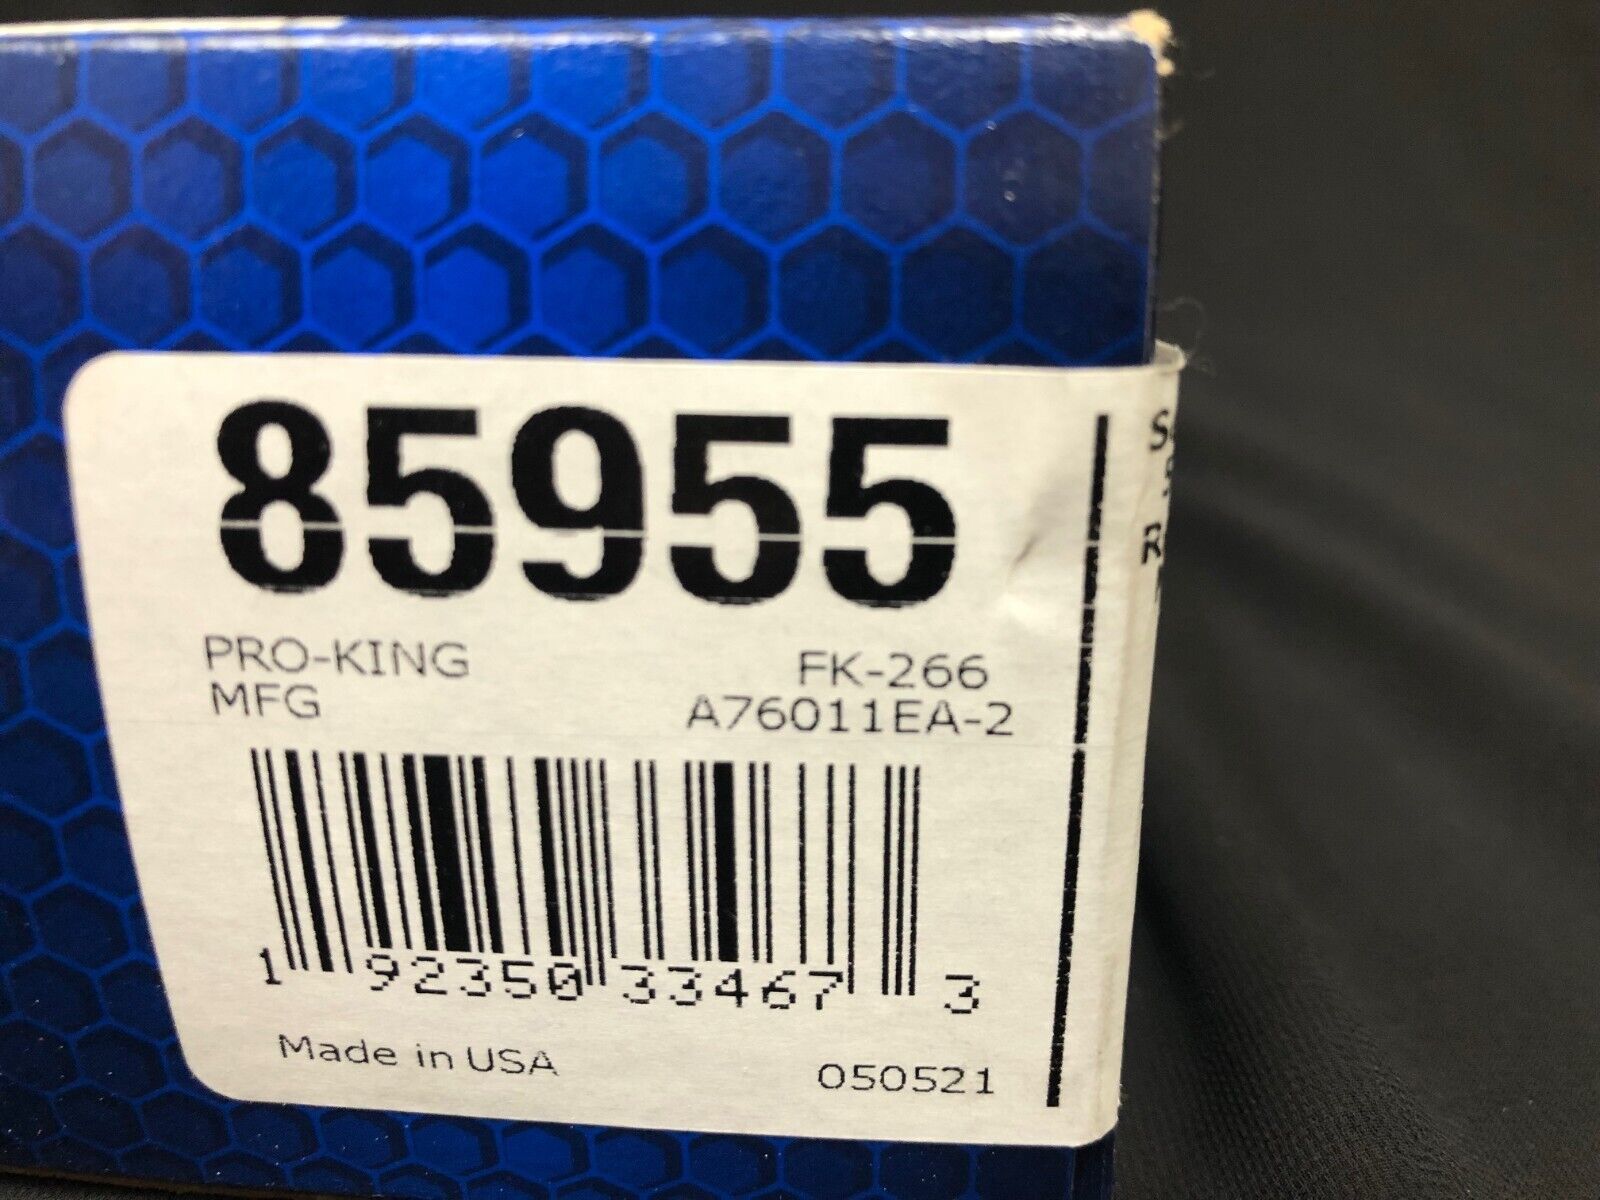 85955
PRO-KING FK-266
MFG A76011EA-2
1 92350 33467 3
Made in USA 050521